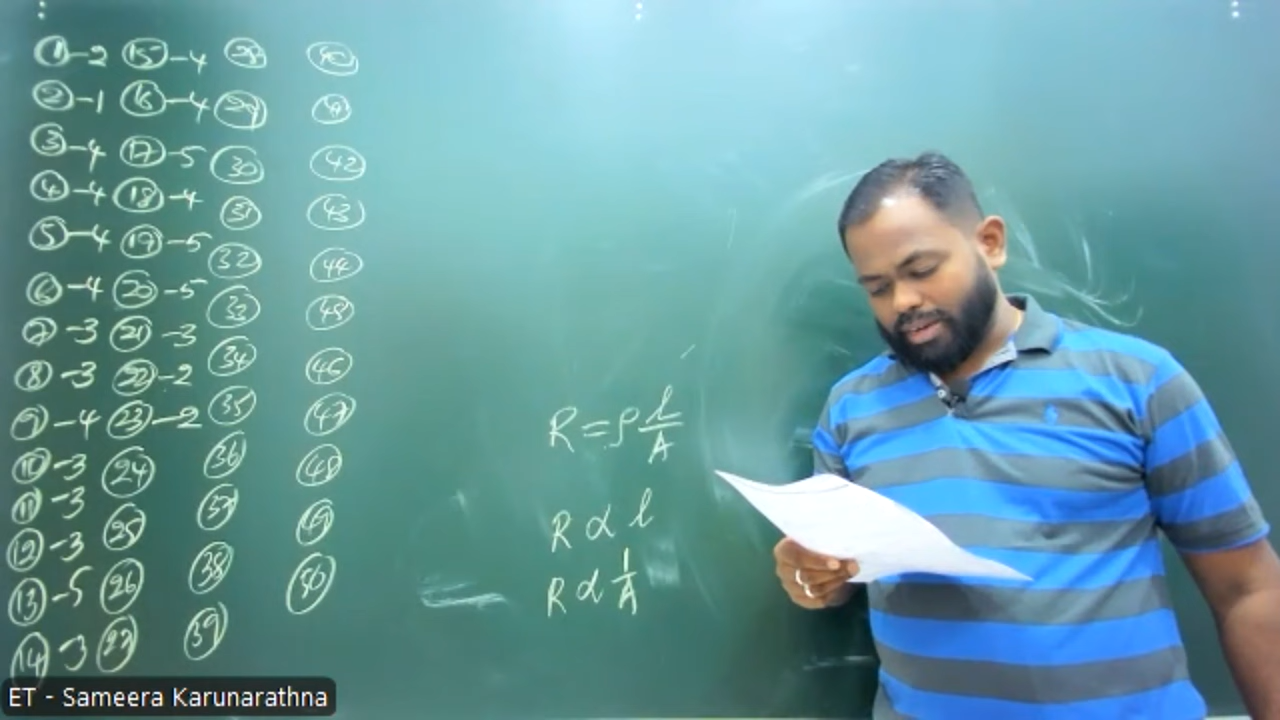 ①-2 ⑮-4 ㉘ ㊵
②-1 ⑯-4 ㉙ ㊶
③-4 ⑰-5 ㉚ ㊷
④-4 ⑱-4 ㉛ ㊸
⑤-4 ⑲-5 ㉜ ㊹
⑥-4 ⑳-5 ㉝ ㊺
⑦-3 ㉑-3 ㉞ ㊻
⑧-3 ㉒-2 ㉟ ㊼
⑨-4 ㉓-2 ㊱ ㊽
⑩-3 ㉔ ㊲ ㊾
⑪-3 ㉕ ㊳ ㊿
⑫-3 ㉖ ㊴
⑬-5 ㉗
⑭-3
R = ρ l/A
R ∝ l
R ∝ 1/A
ET - Sameera Karunarathna